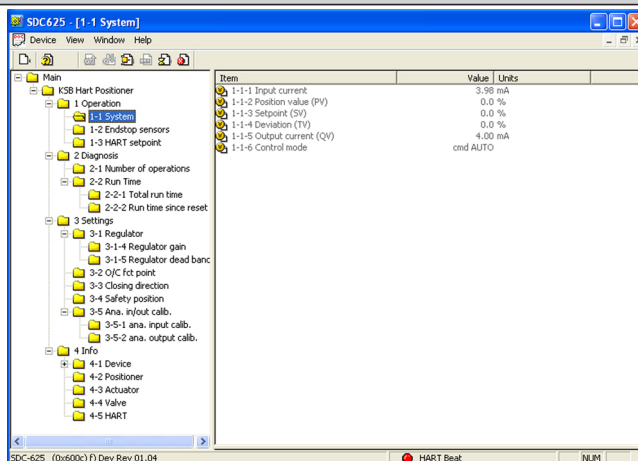 SDC625 - [1-1 System]
Device View Window Help
Main
KSB Hart Positioner
1 Operation
1-1 System
1-2 Endstop sensors
1-3 HART setpoint
2 Diagnosis
2-1 Number of operations
2-2 Run Time
2-2-1 Total run time
2-2-2 Run time since reset
3 Settings
3-1 Regulator
3-1-4 Regulator gain
3-1-5 Regulator dead banc
3-2 O/C fct point
3-3 Closing direction
3-4 Safety position
3-5 Ana. in/out calib.
3-5-1 ana. input calib.
3-5-2 ana. output calib.
4 Info
4-1 Device
4-2 Positioner
4-3 Actuator
4-4 Valve
4-5 HART
Item Value Units
1-1-1 Input current 3.98 mA
1-1-2 Position value (PV) 0.0 %
1-1-3 Setpoint (SV) 0.0 %
1-1-4 Deviation (TV) 0.0 %
1-1-5 Output current (QV) 4.00 mA
1-1-6 Control mode cmd AUTO
SDC-625 (0x600c) f) Dev Rev 01.04 HART Beat NUM